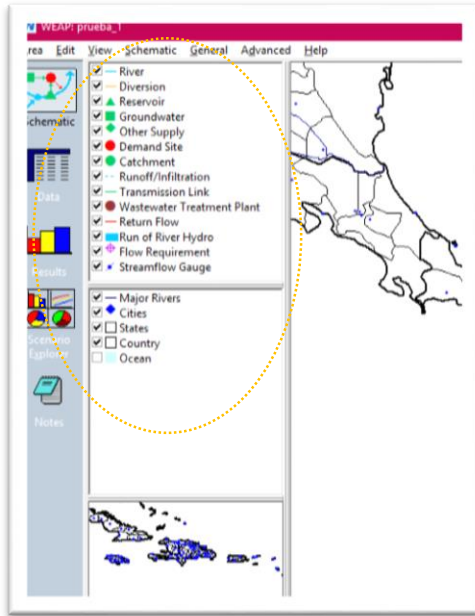 WEAP: prueba_1
rea Edit View Schematic General Advanced Help
chematic
Data
Results
Scenario
Explorer
Notes
River
Diversion
Reservoir
Groundwater
Other Supply
Demand Site
Catchment
Runoff/Infiltration
Transmission Link
Wastewater Treatment Plant
Return Flow
Run of River Hydro
Flow Requirement
Streamflow Gauge
Major Rivers
Cities
States
Country
Ocean